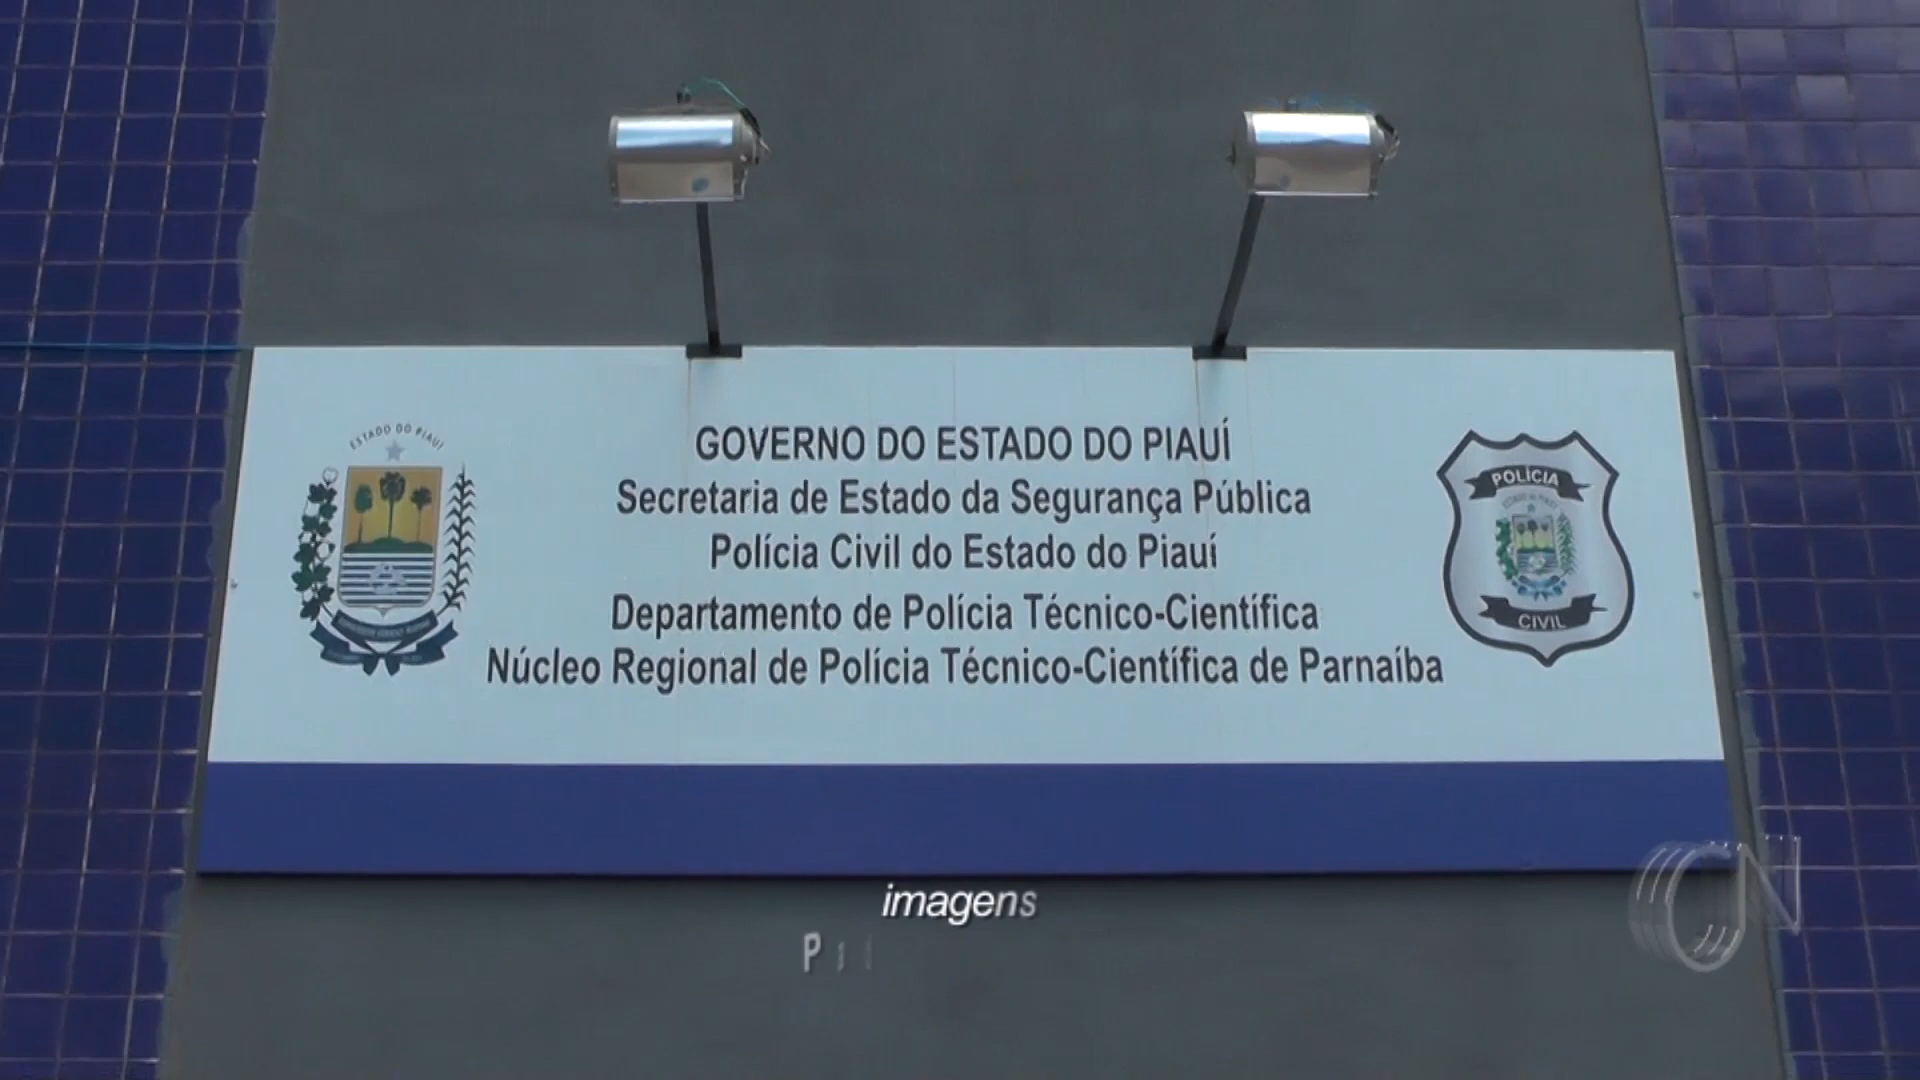 GOVERNO DO ESTADO DO PIAUÍ
Secretaria de Estado da Segurança Pública
Polícia Civil do Estado do Piauí
Departamento de Polícia Técnico-Científica
Núcleo Regional de Polícia Técnico-Científica de Parnaíba
ESTADO DO PIAUÍ
POLÍCIA
CIVIL
imagens
CN